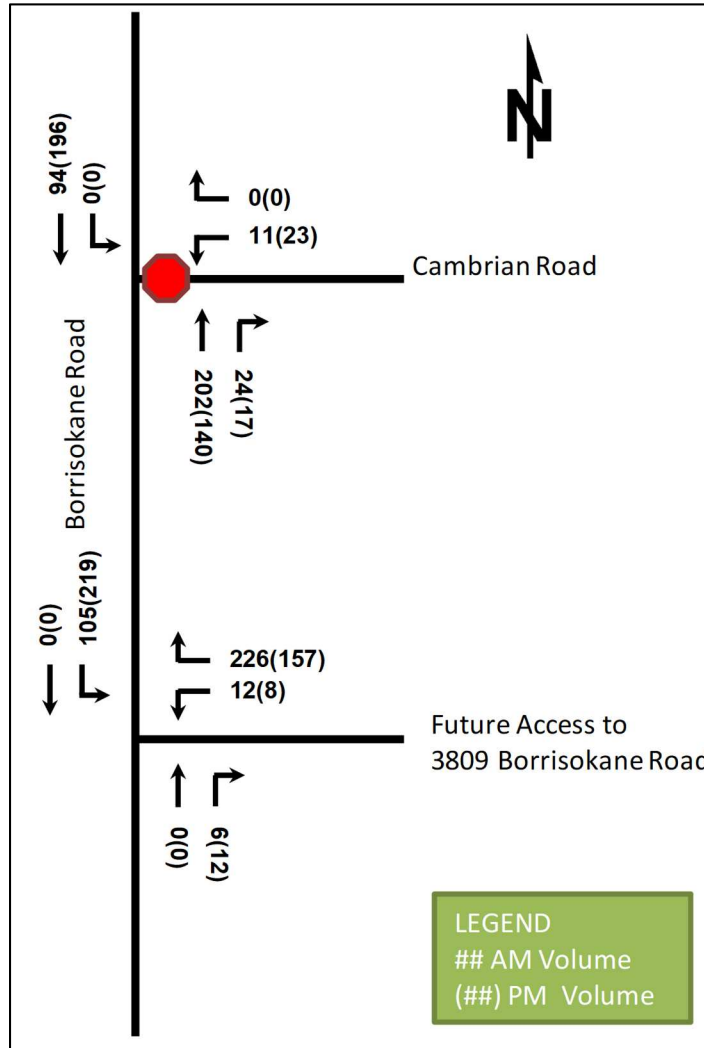 N
94(196)
0(0)
0(0)
11(23)
Cambrian Road
202(140)
24(17)
Borrisokane Road
0(0)
105(219)
226(157)
12(8)
Future Access to
3809 Borrisokane Road
0(0)
6(12)
LEGEND
## AM Volume
(##) PM Volume